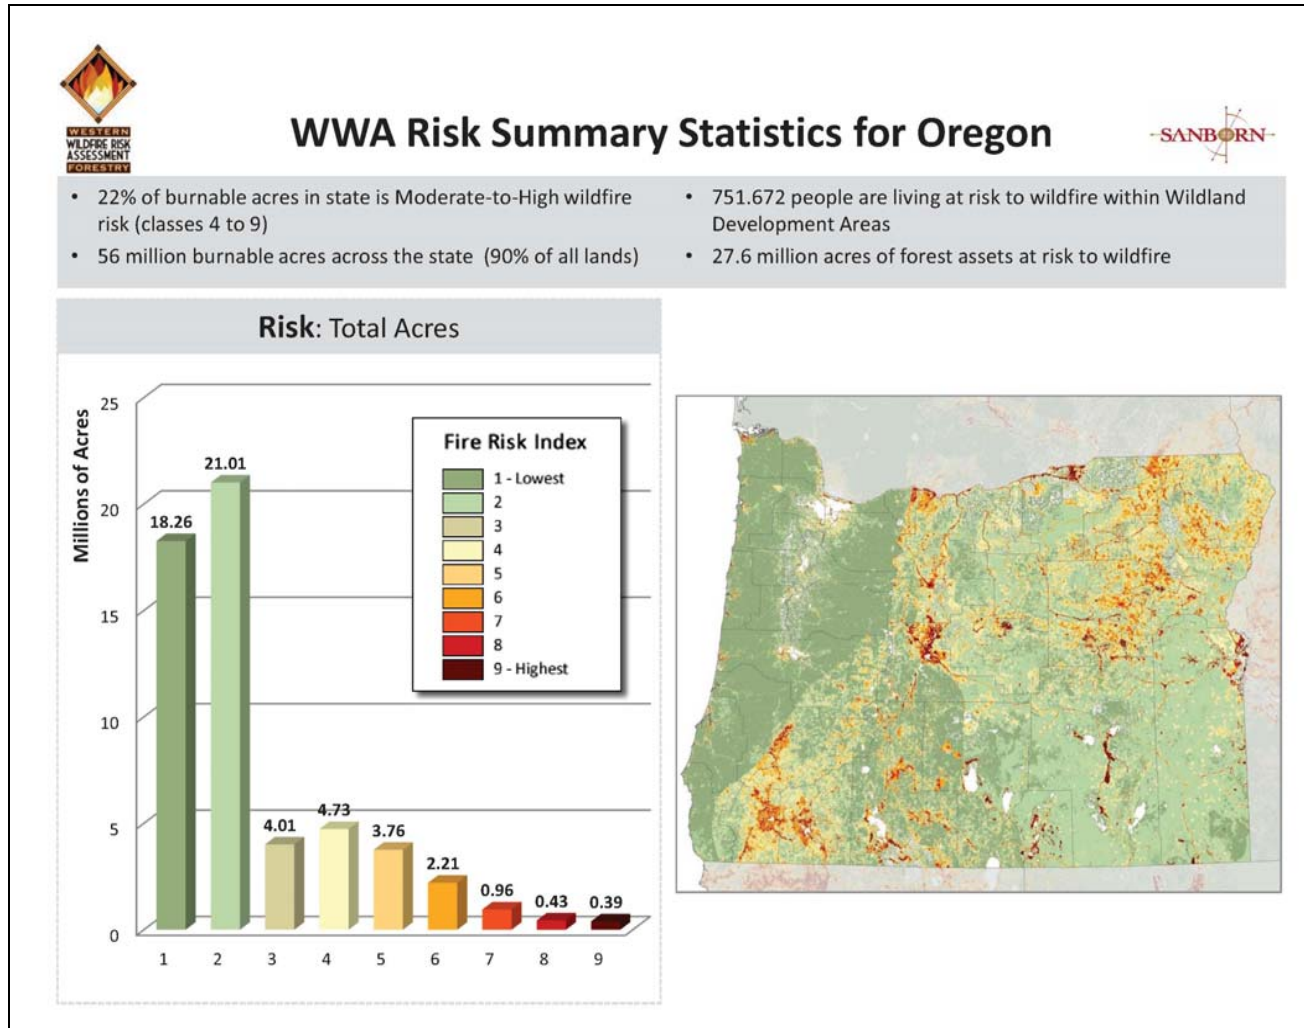 WESTERN
WILDFIRE RISK
ASSESSMENT
FORESTRY
WWA Risk Summary Statistics for Oregon
SANBORN
• 22% of burnable acres in state is Moderate-to-High wildfire
risk (classes 4 to 9)
• 56 million burnable acres across the state (90% of all lands)
• 751.672 people are living at risk to wildfire within Wildland
Development Areas
• 27.6 million acres of forest assets at risk to wildfire
Risk: Total Acres
Millions of Acres
25
20
15
10
5
0
18.26
21.01
4.01
4.73
3.76
2.21
0.96
0.43
0.39
1 2 3 4 5 6 7 8 9
Fire Risk Index
1 - Lowest
2
3
4
5
6
7
8
9 - Highest